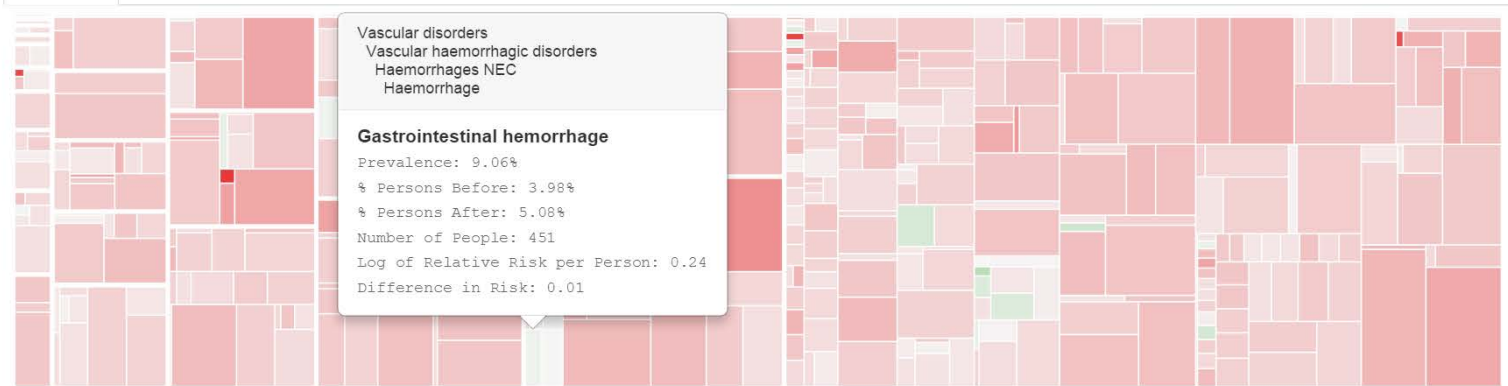 Vascular disorders
Vascular haemorrhagic disorders
Haemorrhages NEC
Haemorrhage
Gastrointestinal hemorrhage
Prevalence: 9.06%
% Persons Before: 3.98%
% Persons After: 5.08%
Number of People: 451
Log of Relative Risk per Person: 0.24
Difference in Risk: 0.01